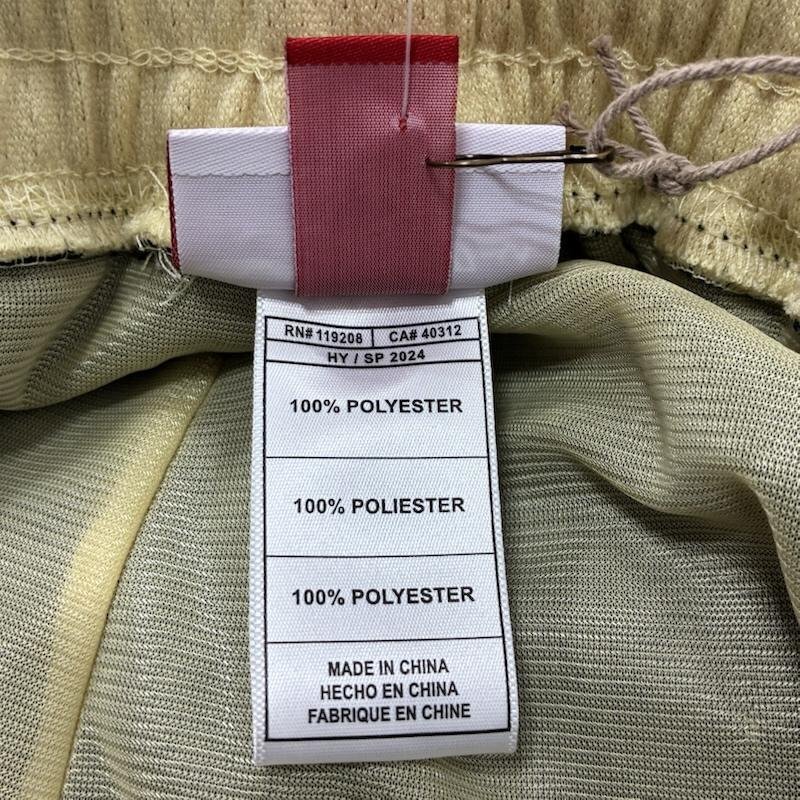 RN# 119208 | CA# 40312
HY / SP 2024
100% POLYESTER
100% POLIESTER
100% POLYESTER
MADE IN CHINA
HECHO EN CHINA
FABRIQUE EN CHINE